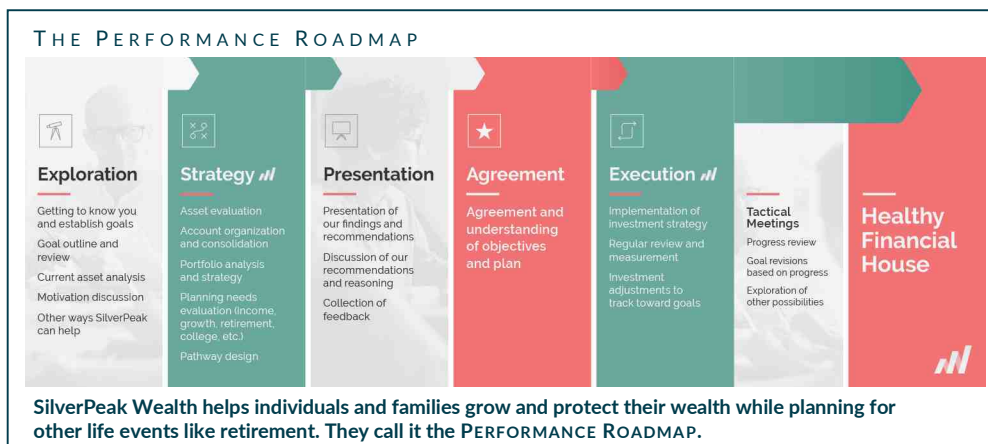 THE PERFORMANCE ROADMAP
Exploration
Getting to know you
and establish goals
Goal outline and
review
Current asset analysis
Motivation discussion
Other ways SilverPeak
can help
Strategy
Asset evaluation
Account organization
and consolidation
Portfolio analysis
and strategy
Planning needs
evaluation (income,
growth, retirement,
college, etc.)
Pathway design
Presentation
Presentation of
our findings and
recommendations
Discussion of our
recommendations
and reasoning
Collection of
feedback
Agreement
Agreement and
understanding
of objectives
and plan
Execution
Implementation of
investment strategy
Regular review and
measurement
Investment
adjustments to
track toward goals
Tactical
Meetings
Progress review
Goal revisions
based on progress
Exploration of
other possibilities
Healthy
Financial
House
SilverPeak Wealth helps individuals and families grow and protect their wealth while planning for
other life events like retirement. They call it the PERFORMANCE ROADMAP.